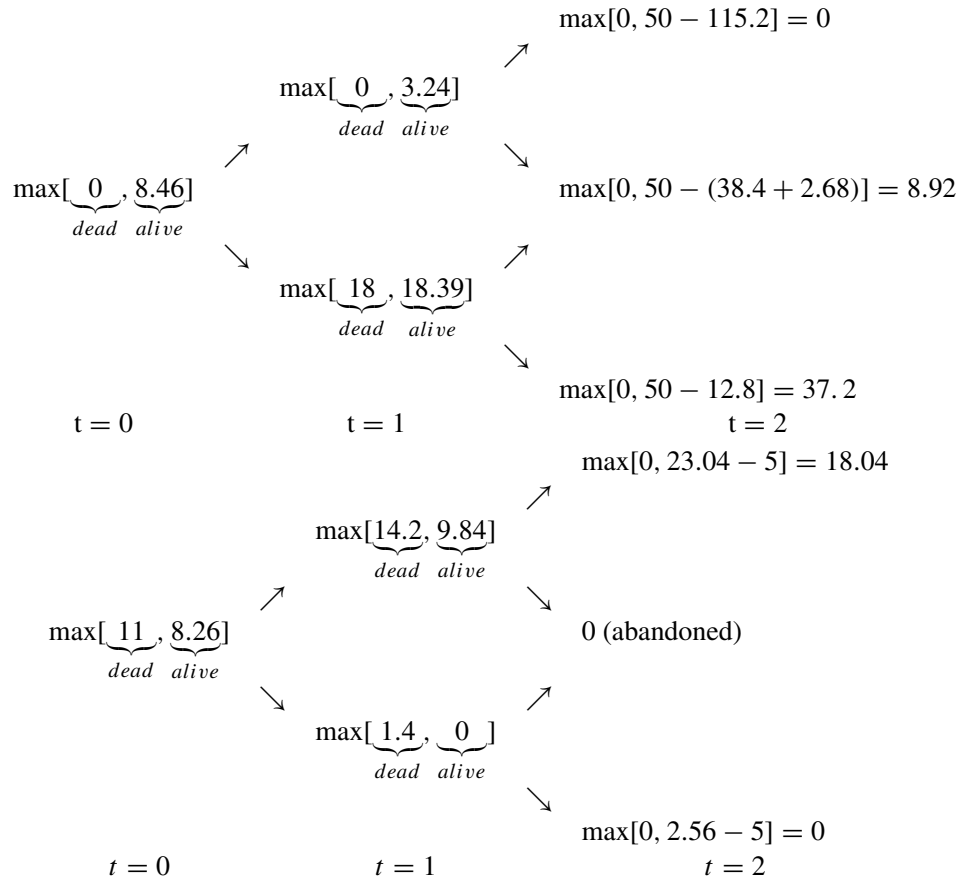 max[0, 50 − 115.2] = 0
max[0, 3.24]
dead alive
max[0, 8.46]
dead alive
max[0, 50 − (38.4 + 2.68)] = 8.92
max[18, 18.39]
dead alive
max[0, 50 − 12.8] = 37.2
t = 0 t = 1 t = 2
max[0, 23.04 − 5] = 18.04
max[14.2, 9.84]
dead alive
max[11, 8.26]
dead alive
0 (abandoned)
max[1.4, 0]
dead alive
max[0, 2.56 − 5] = 0
t = 0 t = 1 t = 2